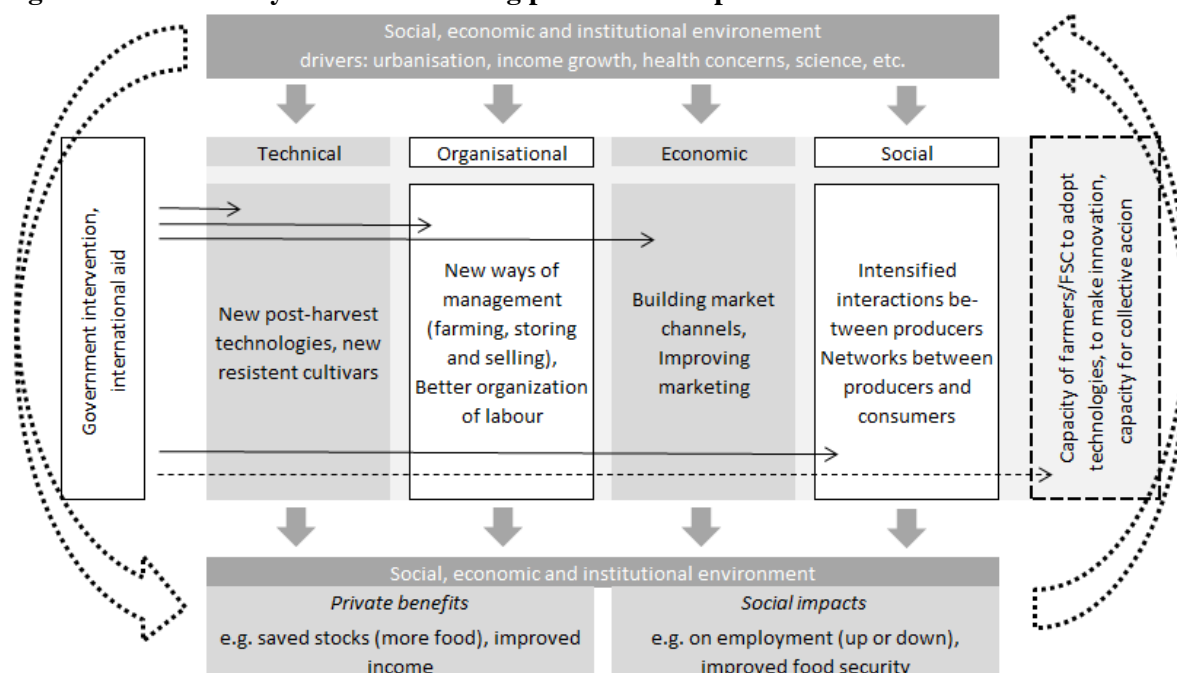 Social, economic and institutional environement
drivers: urbanisation, income growth, health concerns, science, etc.
Technical
Organisational
Economic
Social
Government intervention,
international aid
New post-harvest
technologies, new
resistent cultivars
New ways of
management
(farming, storing
and selling),
Better organization
of labour
Building market
channels,
Improving
marketing
Intensified
interactions be-
tween producers
Networks between
producers and
consumers
Capacity of farmers/FSC to adopt
technologies, to make innovation,
capacity for collective accion
Social, economic and institutional environment
Private benefits
e.g. saved stocks (more food), improved
income
Social impacts
e.g. on employment (up or down),
improved food security